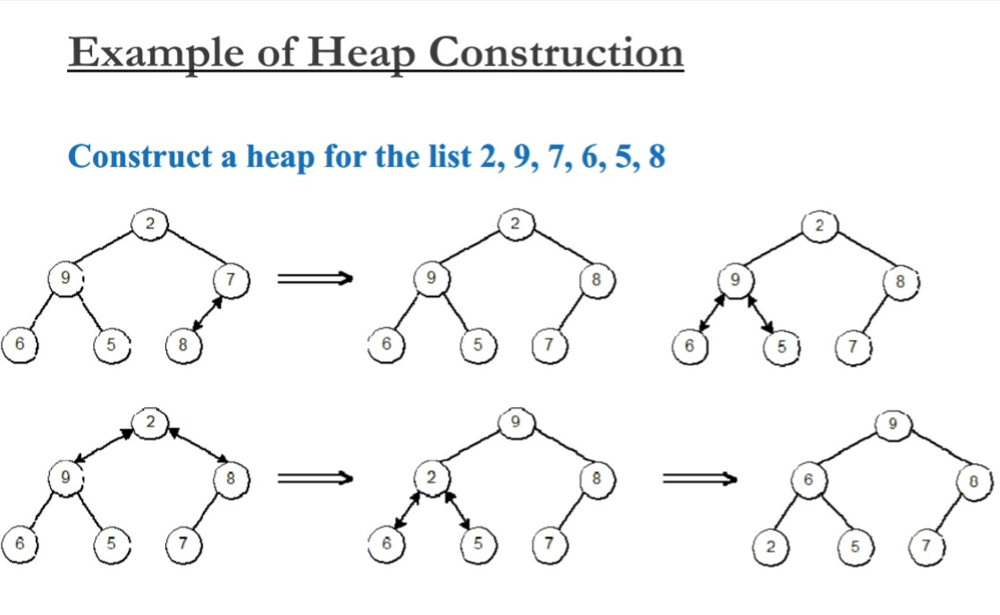 Example of Heap Construction
Construct a heap for the list 2, 9, 7, 6, 5, 8
2 2 2
9 7 9 8 9 8
6 5 8 6 5 7 6 5 7
2 9 9
9 8 2 8 6 8
6 5 7 6 5 7 2 5 7